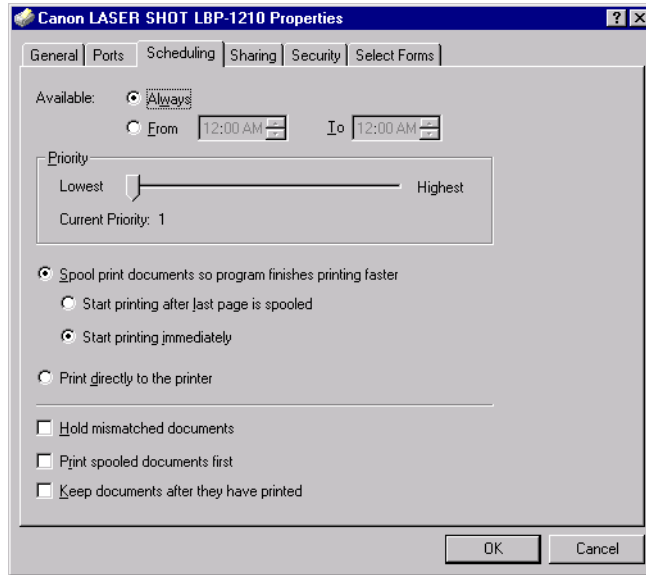 Canon LASER SHOT LBP-1210 Properties
General Ports Scheduling Sharing Security Select Forms
Available: Always
From 12:00 AM To 12:00 AM
Priority
Lowest Highest
Current Priority: 1
Spool print documents so program finishes printing faster
Start printing after last page is spooled
Start printing immediately
Print directly to the printer
Hold mismatched documents
Print spooled documents first
Keep documents after they have printed
OK Cancel